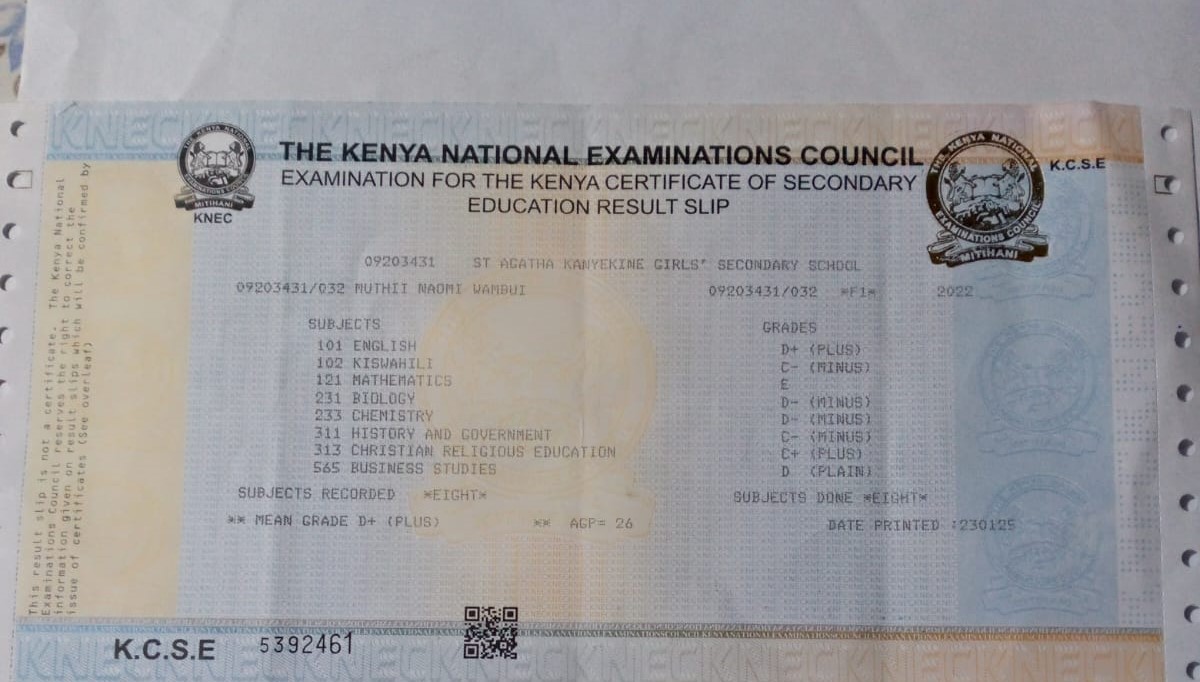 THE KENYA NATIONAL EXAMINATIONS COUNCIL
EXAMINATION FOR THE KENYA CERTIFICATE OF SECONDARY
EDUCATION RESULT SLIP
K.C.S.E
THE KENYA NATIONAL
EXAMINATIONS COUNCIL
MITIHANI
KNEC
MITIHANI
09203431 ST AGATHA KANYEKINE GIRLS' SECONDARY SCHOOL
09203431/032 MUTHII NAOMI WAMBUI 09203431/032 *F1* 2022
SUBJECTS GRADES
101 ENGLISH D+ (PLUS)
102 KISWAHILI C- (MINUS)
121 MATHEMATICS E
231 BIOLOGY D- (MINUS)
233 CHEMISTRY D- (MINUS)
311 HISTORY AND GOVERNMENT C- (MINUS)
313 CHRISTIAN RELIGIOUS EDUCATION C+ (PLUS)
565 BUSINESS STUDIES D (PLAIN)
SUBJECTS RECORDED *EIGHT* SUBJECTS DONE *EIGHT*
** MEAN GRADE D+ (PLUS) ** AGP= 26 DATE PRINTED :230125
This result slip is not a certificate. The Kenya National
Examinations Council reserves the right to correct the
information given on result slips which will be confirmed by
issue of certificates (See overleaf)
K.C.S.E 5392461